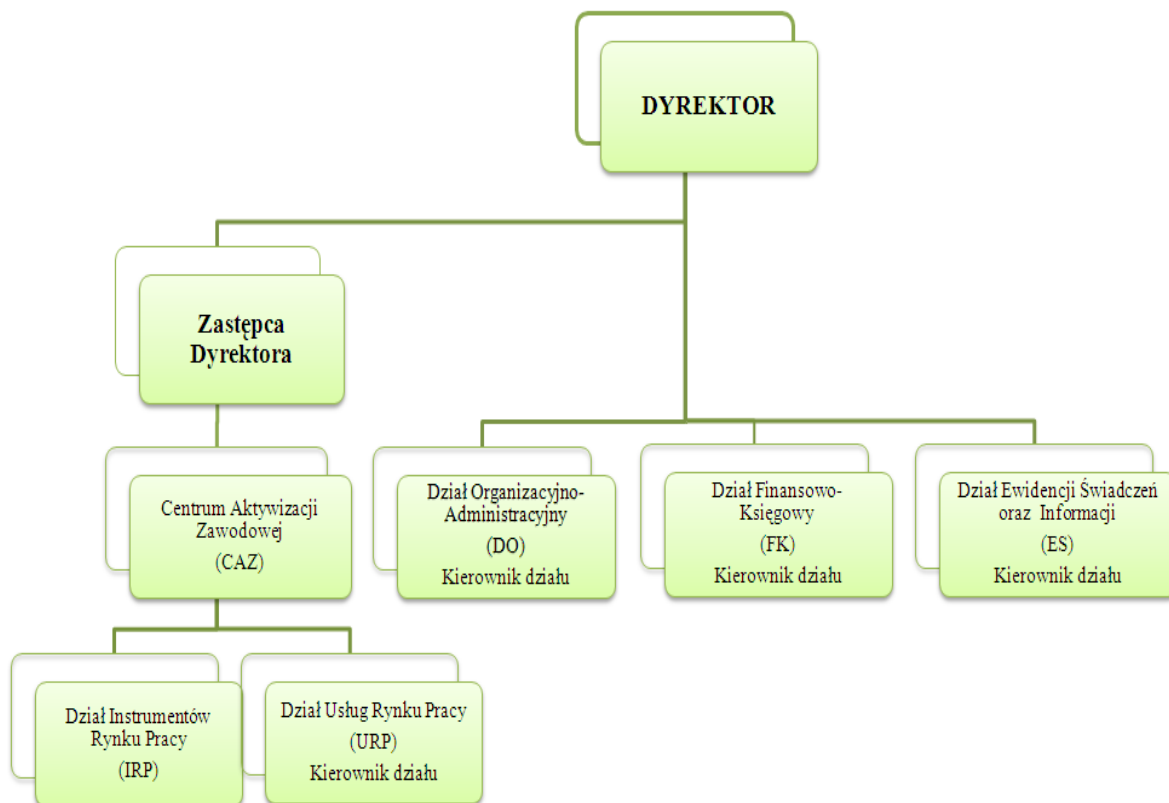 DYREKTOR
Zastępca
Dyrektora
Centrum Aktywizacji
Zawodowej
(CAZ)
Dział Organizacyjno-
Administracyjny
(DO)
Kierownik działu
Dział Finansowo-
Księgowy
(FK)
Kierownik działu
Dział Ewidencji Świadczeń
oraz Informacji
(ES)
Kierownik działu
Dział Instrumentów
Rynku Pracy
(IRP)
Dział Usług Rynku Pracy
(URP)
Kierownik działu